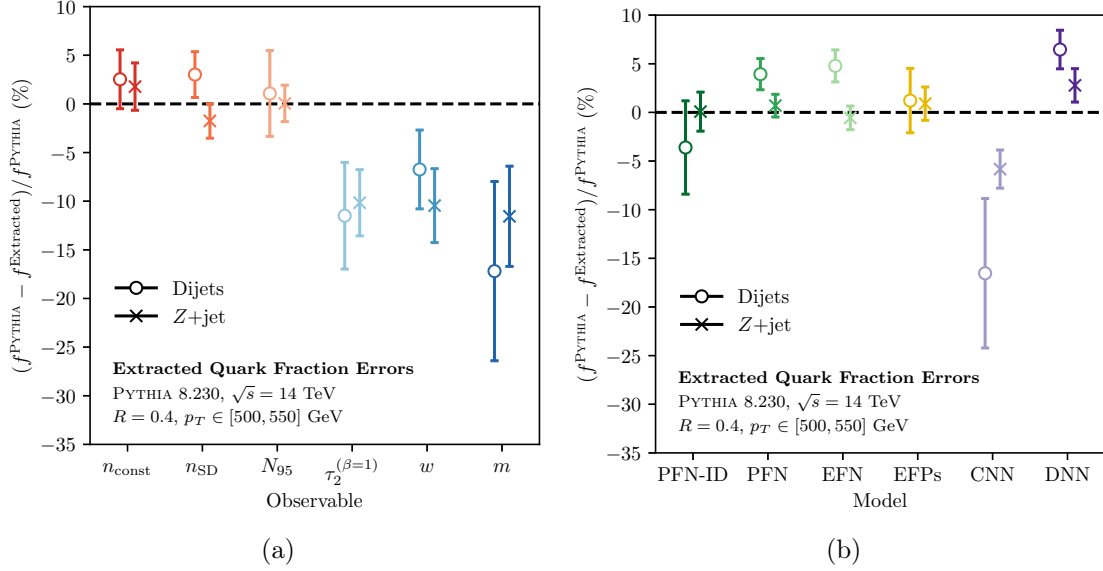 (a)
(f^PYTHIA − f^Extracted)/f^PYTHIA (%)
10
5
0
−5
−10
−15
−20
−25
−30
−35
Dijets
Z+jet
Extracted Quark Fraction Errors
PYTHIA 8.230, √s = 14 TeV
R = 0.4, p_T ∈ [500, 550] GeV
n_const n_SD N_95 τ_2^(β=1) w m
Observable
(b)
(f^PYTHIA − f^Extracted)/f^PYTHIA (%)
10
5
0
−5
−10
−15
−20
−25
−30
−35
Dijets
Z+jet
Extracted Quark Fraction Errors
PYTHIA 8.230, √s = 14 TeV
R = 0.4, p_T ∈ [500, 550] GeV
PFN-ID PFN EFN EFPs CNN DNN
Model
(a)
(b)